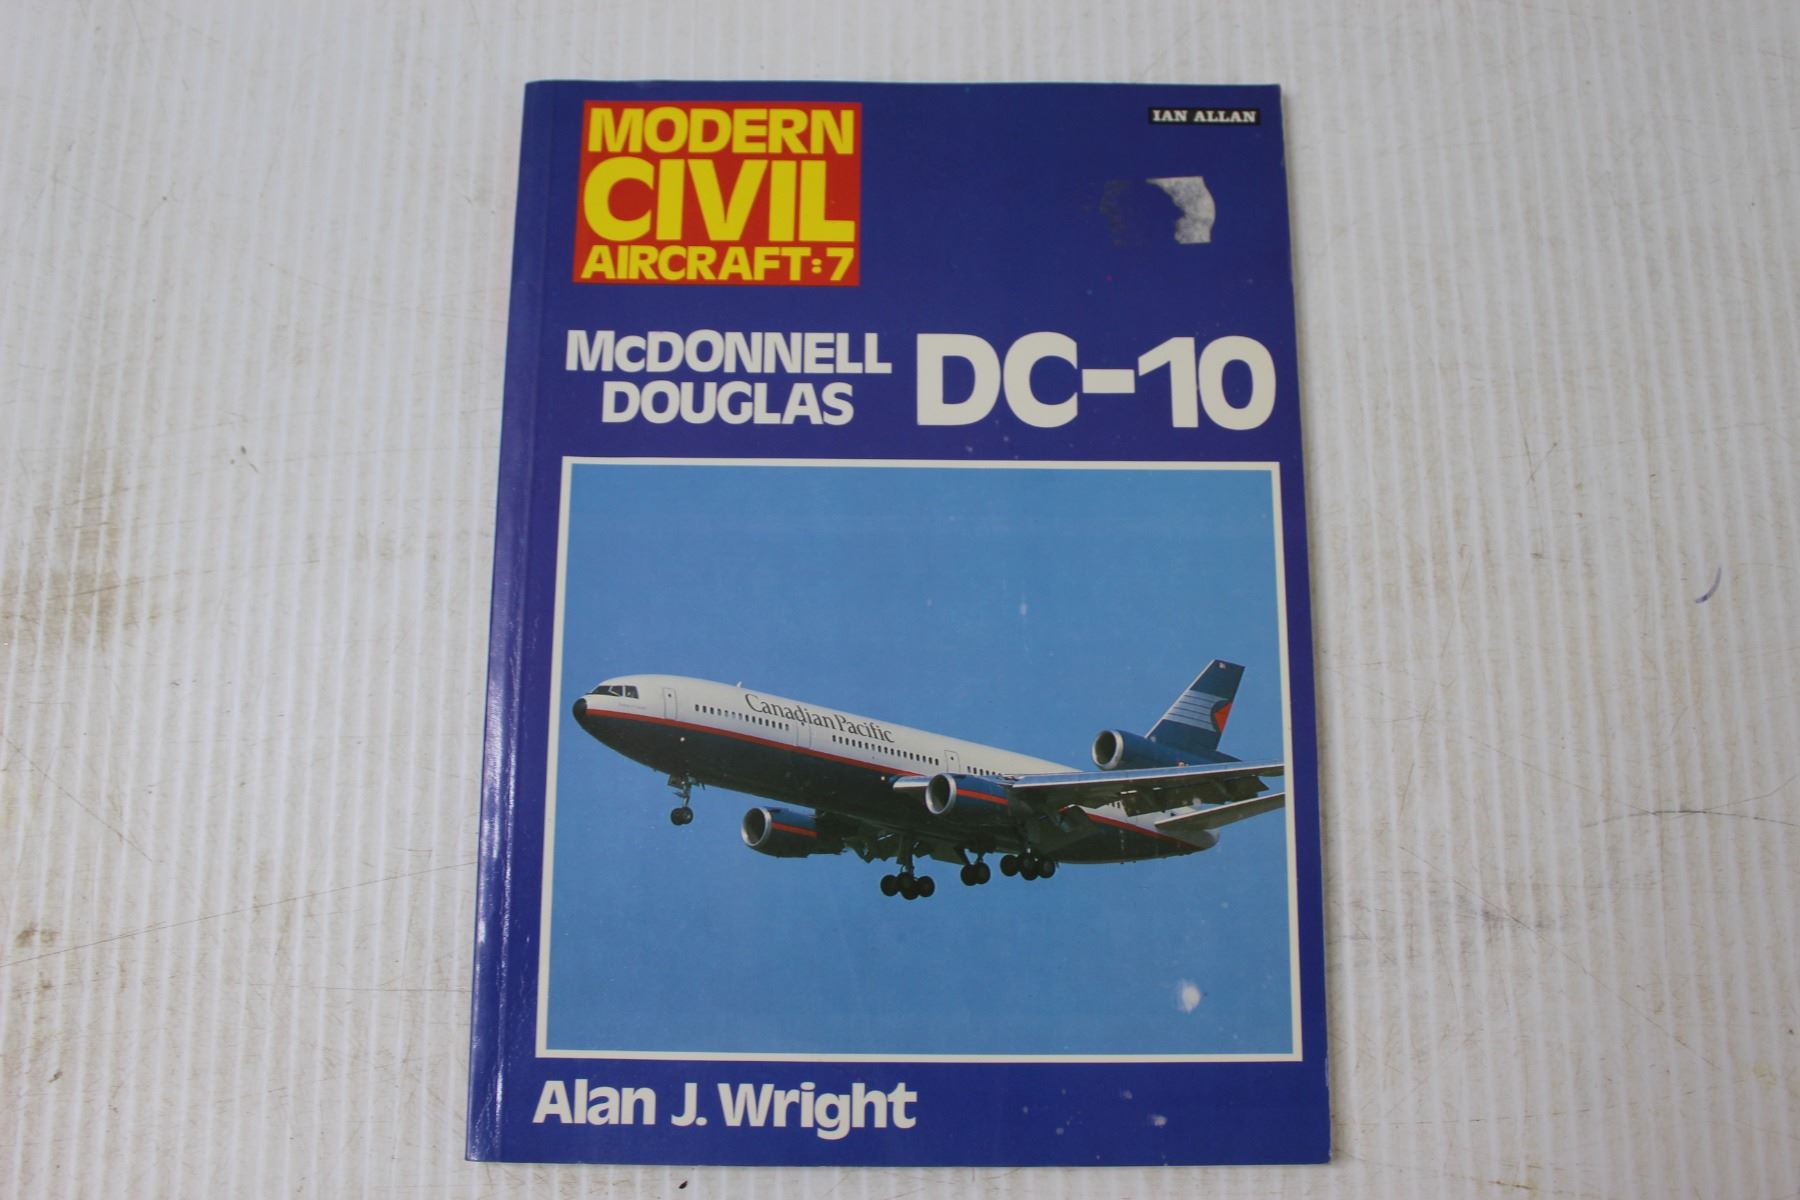 MODERN
CIVIL
AIRCRAFT:7
IAN ALLAN
McDONNELL
DOUGLAS
DC-10
Canadian Pacific
Alan J. Wright